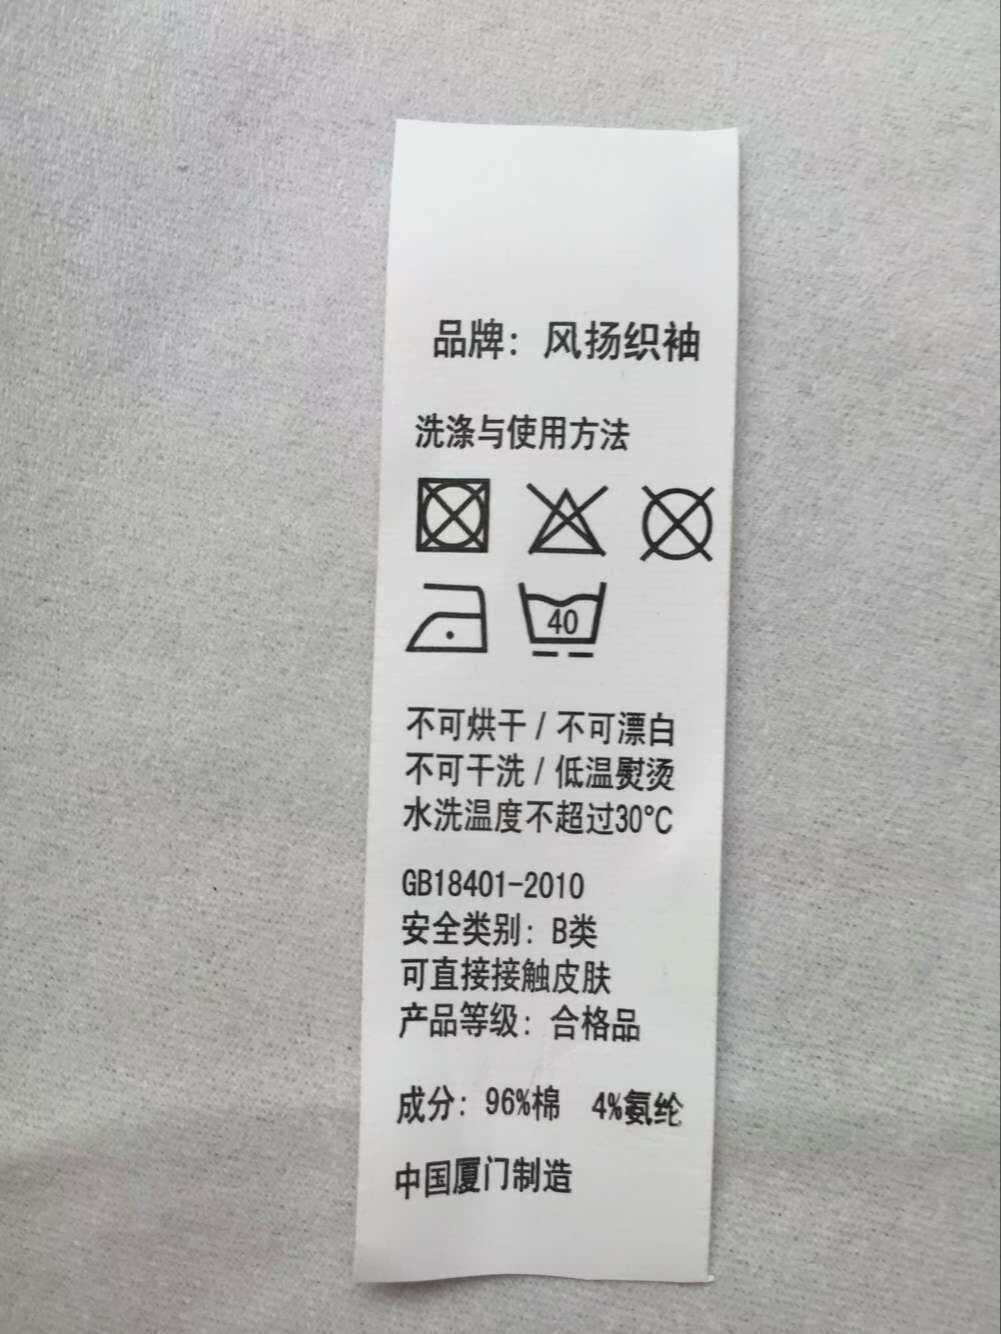 品牌：风扬织袖
洗涤与使用方法
40
不可烘干/不可漂白
不可干洗/低温熨烫
水洗温度不超过30°C
GB18401-2010
安全类别：B类
可直接接触皮肤
产品等级：合格品
成分：96%棉 4%氨纶
中国厦门制造